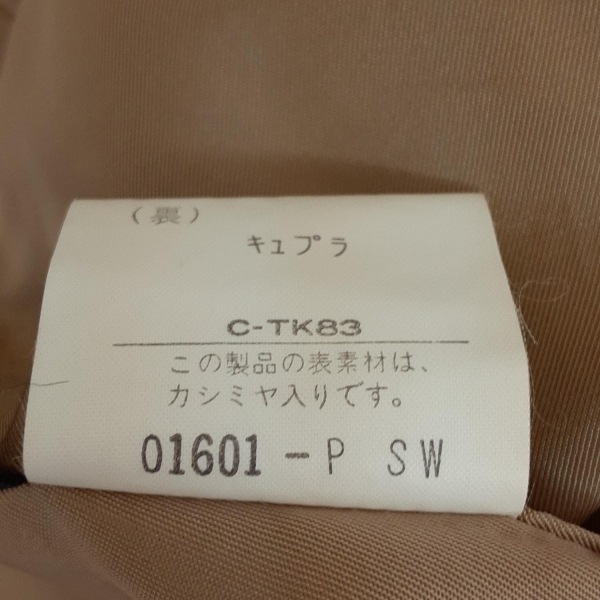 （裏）
キュプラ
C-TK83
この製品の表素材は、
カシミヤ入りです。
01601-P SW